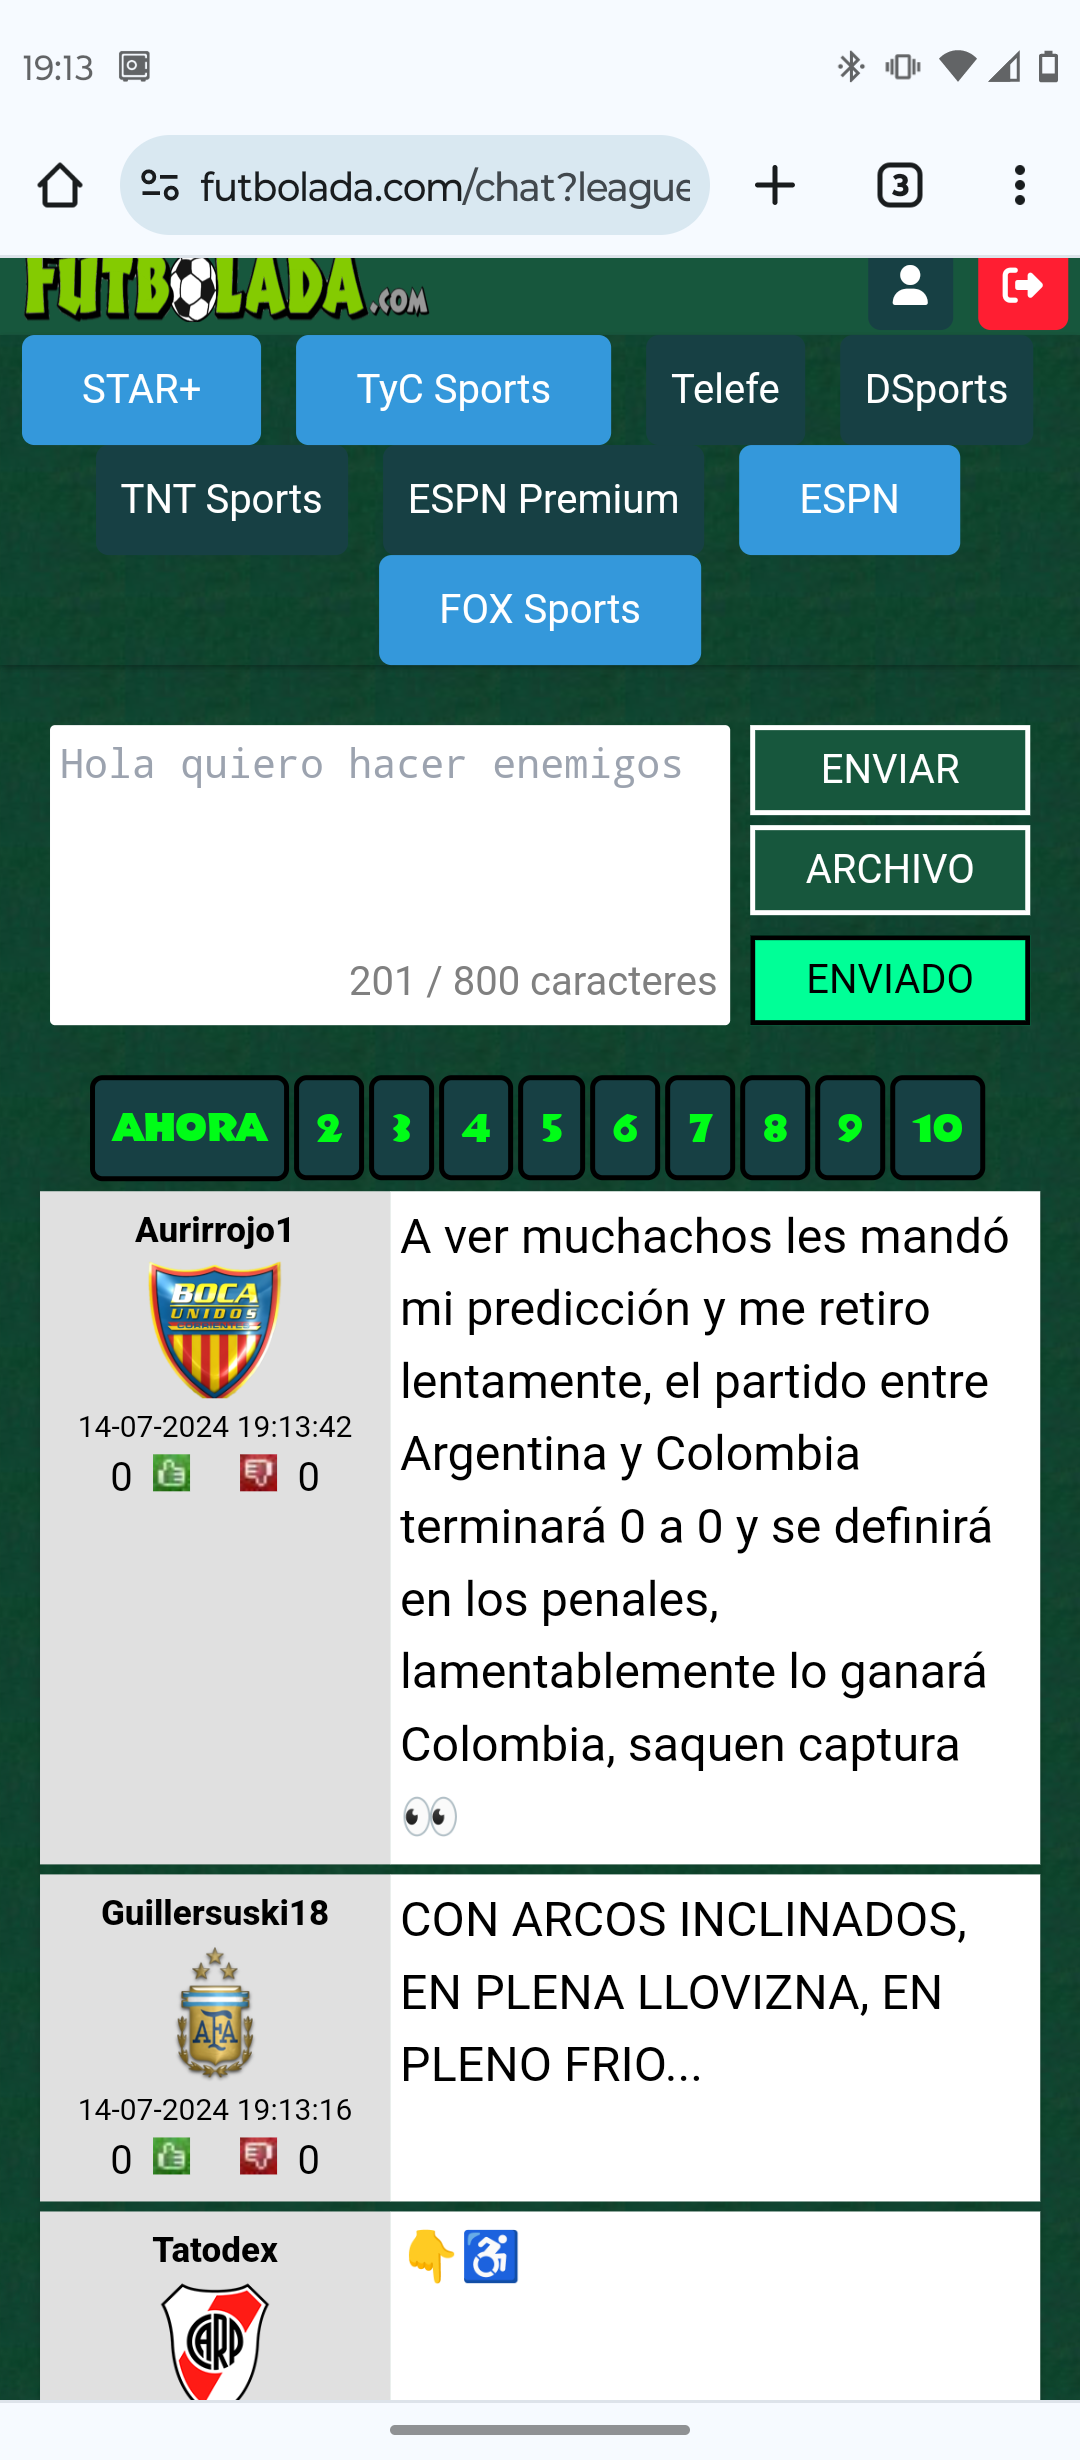 19:13
futbolada.com/chat?league
3
FUTBOLADA.COM
STAR+ TyC Sports Telefe DSports
TNT Sports ESPN Premium ESPN
FOX Sports
Hola quiero hacer enemigos
201 / 800 caracteres
ENVIAR
ARCHIVO
ENVIADO
AHORA 2 3 4 5 6 7 8 9 10
Aurirrojo1
BOCA
UNIDOS
CORRIENTES
14-07-2024 19:13:42
0 0
A ver muchachos les mandó
mi predicción y me retiro
lentamente, el partido entre
Argentina y Colombia
terminará 0 a 0 y se definirá
en los penales,
lamentablemente lo ganará
Colombia, saquen captura
👀
Guillersuski18
AFA
14-07-2024 19:13:16
0 0
CON ARCOS INCLINADOS,
EN PLENA LLOVIZNA, EN
PLENO FRIO...
Tatodex
CARP
👇♿